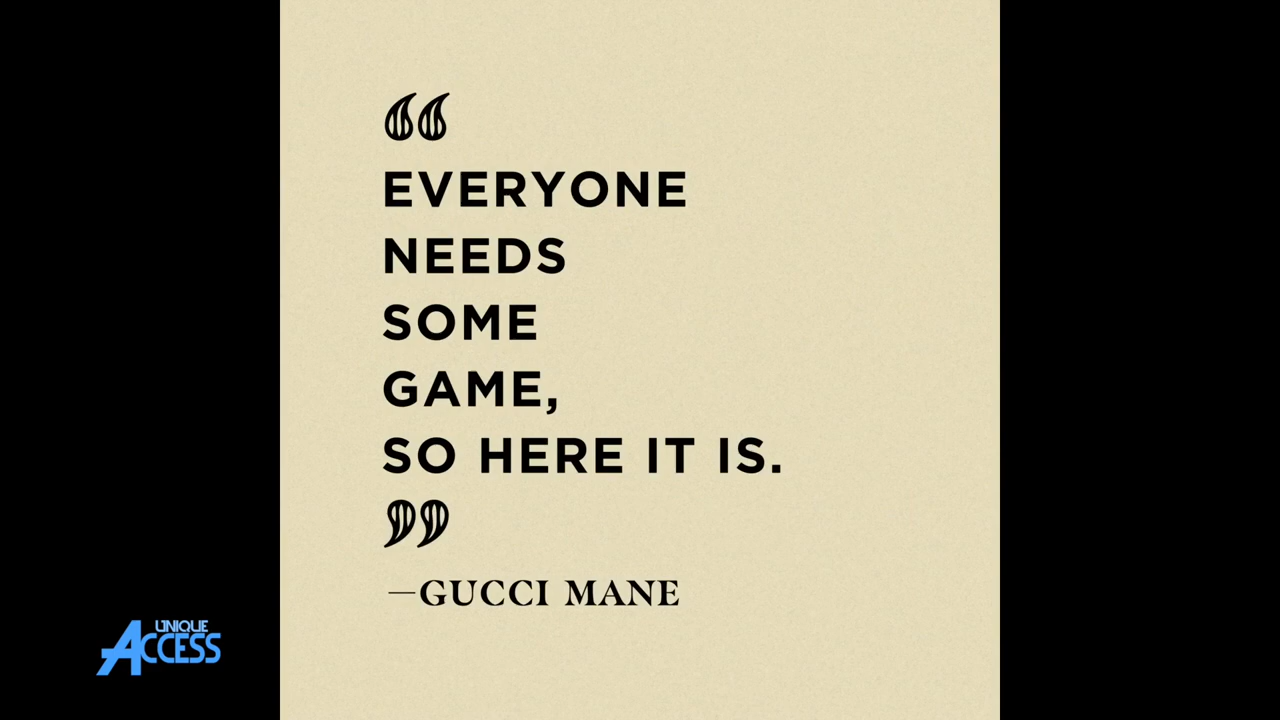 “
EVERYONE
NEEDS
SOME
GAME,
SO HERE IT IS.
”
—GUCCI MANE
UNIQUE
ACCESS